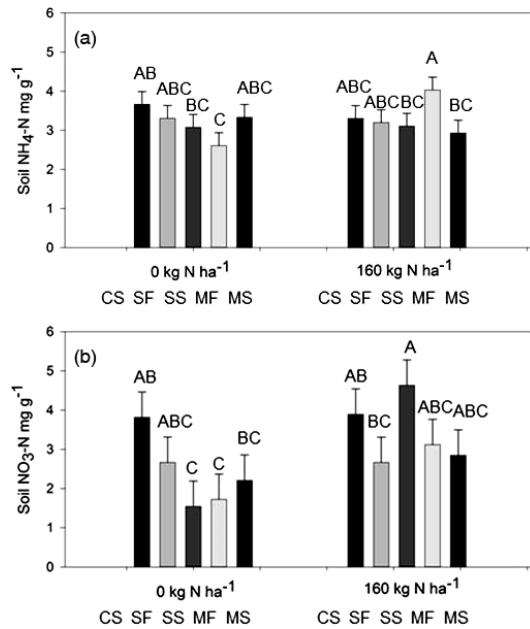 (a)
Soil NH4-N mg g-1
6
5
4
3
2
1
0
AB
ABC
BC
C
ABC
ABC
ABC
BC
A
BC
0 kg N ha-1
160 kg N ha-1
CS SF SS MF MS
CS SF SS MF MS
(b)
Soil NO3-N mg g-1
6
5
4
3
2
1
0
AB
ABC
C
C
BC
AB
BC
A
ABC
ABC
0 kg N ha-1
160 kg N ha-1
CS SF SS MF MS
CS SF SS MF MS